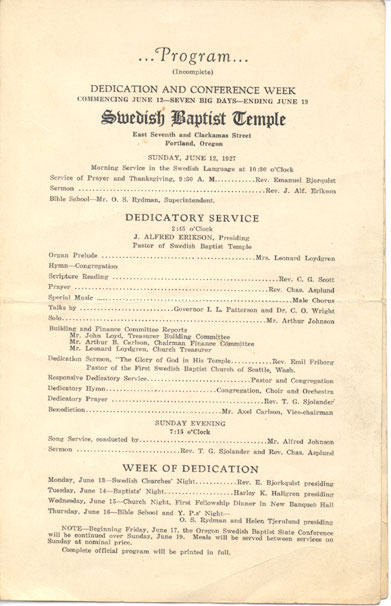 ...Program...
(Incomplete)
DEDICATION AND CONFERENCE WEEK
COMMENCING JUNE 12—SEVEN BIG DAYS—ENDING JUNE 19
Swedish Baptist Temple
East Seventh and Clackamas Street
Portland, Oregon
SUNDAY, JUNE 12, 1927
Morning Service in the Swedish Language at 10:30 o'Clock
Service of Prayer and Thanksgiving, 9:30 A. M. Rev. Emanuel Bjorquist
Sermon Rev. J. Alf. Erikson
Bible School—Mr. O. S. Rydman, Superintendent.
DEDICATORY SERVICE
2:45 o'Clock
J. ALFRED ERIKSON, Presiding
Pastor of Swedish Baptist Temple
Organ Prelude Mrs. Leonard Loydgren
Hymn—Congregation
Scripture Reading Rev. C. G. Scott
Prayer Rev. Chas. Asplund
Special Music Male Chorus
Talks by Governor I. L. Patterson and Dr. C. O. Wright
Solo Mr. Arthur Johnson
Building and Finance Committee Reports
Mr. John Loyd, Treasurer Building Committee
Mr. Arthur B. Carlson, Chairman Finance Committee
Mr. Leonard Loydgren, Church Treasurer
Dedication Sermon, "The Glory of God in His Temple Rev. Emil Friborg
Pastor of the First Swedish Baptist Church of Seattle, Wash.
Responsive Dedicatory Service Pastor and Congregation
Dedicatory Hymn Congregation, Choir and Orchestra
Dedicatory Prayer Rev. T. G. Sjolander
Benediction Mr. Axel Carlson, Vice-chairman
SUNDAY EVENING
7:15 o'Clock
Song Service, conducted by Mr. Alfred Johnson
Sermon Rev. T. G. Sjolander and Rev. Chas. Asplund
WEEK OF DEDICATION
Monday, June 13—Swedish Churches' Night Rev. E. Bjorkquist presiding
Tuesday, June 14—Baptists' Night Harley K. Hallgren presiding
Wednesday, June 15—Church Night, First Fellowship Dinner in New Banquet Hall
Thursday, June 16—Bible School and Y. P.s' Night—
O. S. Rydman and Helen Tjernlund presiding
NOTE—Beginning Friday, June 17, the Oregon Swedish Baptist State Conference
will be continued over Sunday, June 19. Meals will be served between services on
Sunday at nominal price.
Complete official program will be printed in full.